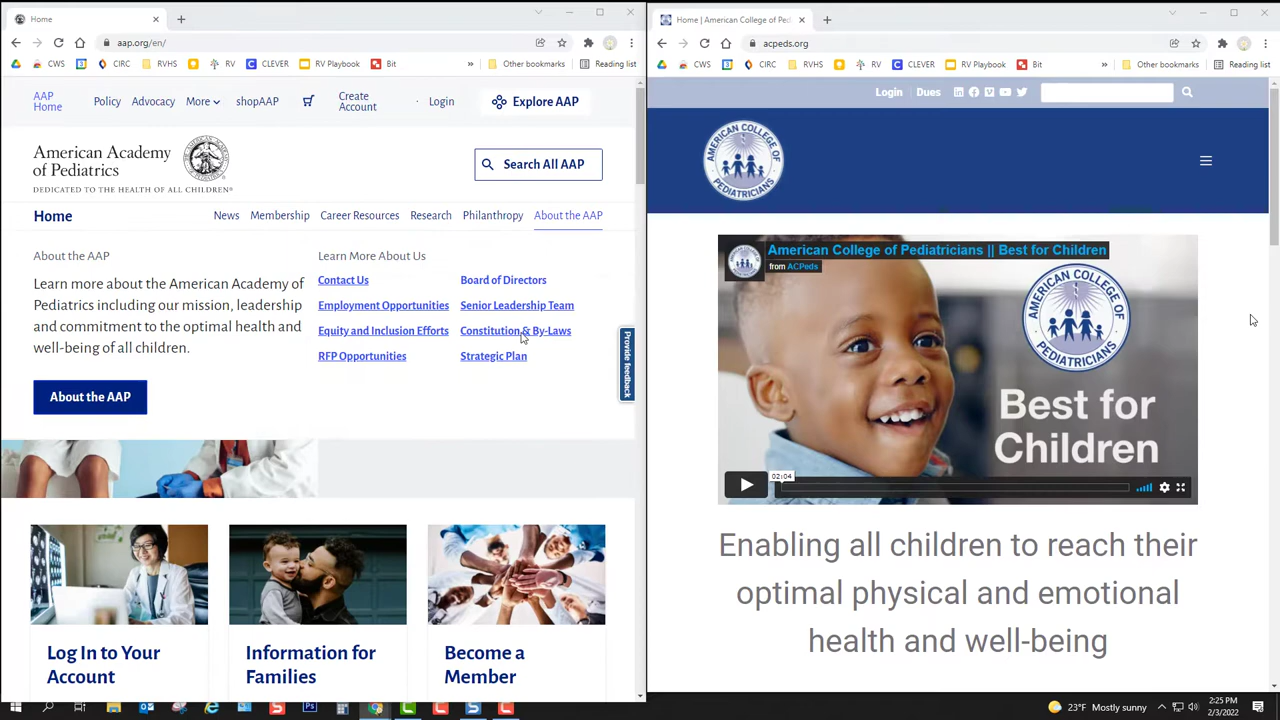 Home
aap.org/en/
CWS
CIRC
RVHS
RV
CLEVER
RV Playbook
Bit
»
Other bookmarks
Reading list
AAP
Home
Policy
Advocacy
More
shopAAP
Create
Account
Login
Explore AAP
American Academy
of Pediatrics
DEDICATED TO THE HEALTH OF ALL CHILDREN®
Search All AAP
Home
News
Membership
Career Resources
Research
Philanthropy
About the AAP
About the AAP
Learn more about the American Academy of
Pediatrics including our mission, leadership
and commitment to the optimal health and
well-being of all children.
About the AAP
Learn More About Us
Contact Us
Employment Opportunities
Equity and Inclusion Efforts
RFP Opportunities
Board of Directors
Senior Leadership Team
Constitution & By-Laws
Strategic Plan
Provide feedback
Log In to Your
Account
Information for
Families
Become a
Member
Home | American College of Ped
acpeds.org
CWS
CIRC
RVHS
RV
CLEVER
RV Playbook
Bit
»
Other bookmarks
Reading list
Login
Dues
AMERICAN COLLEGE OF
PEDIATRICIANS
American College of Pediatricians || Best for Children
from ACPeds
AMERICAN COLLEGE OF
PEDIATRICIANS
Best for
Children
02:04
Enabling all children to reach their
optimal physical and emotional
health and well-being
23°F Mostly sunny
2:25 PM
2/3/2022